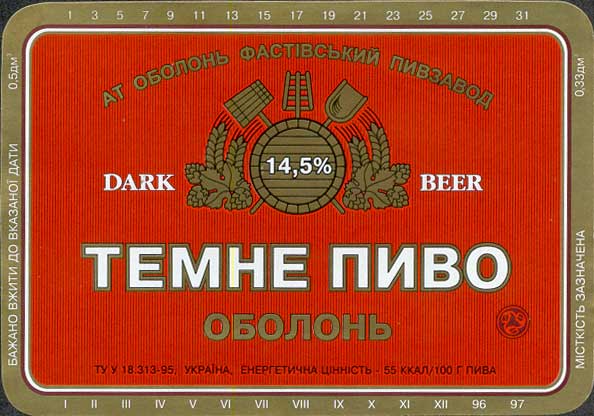 1 3 5 7 9 11 13 15 17 19 21 23 25 27 29 31
0,5дм³
0,33дм³
АТ ОБОЛОНЬ ФАСТІВСЬКИЙ ПИВЗАВОД
14,5%
DARK BEER
ТЕМНЕ ПИВО
ОБОЛОНЬ
ТУ У 18.313-95, УКРАЇНА, ЕНЕРГЕТИЧНА ЦІННІСТЬ - 55 ККАЛ/100 Г ПИВА
БАЖАНО ВЖИТИ ДО ВКАЗАНОЇ ДАТИ
МІСТКІСТЬ ЗАЗНАЧЕНА
I II III IV V VI VII VIII IX X XI XII 96 97